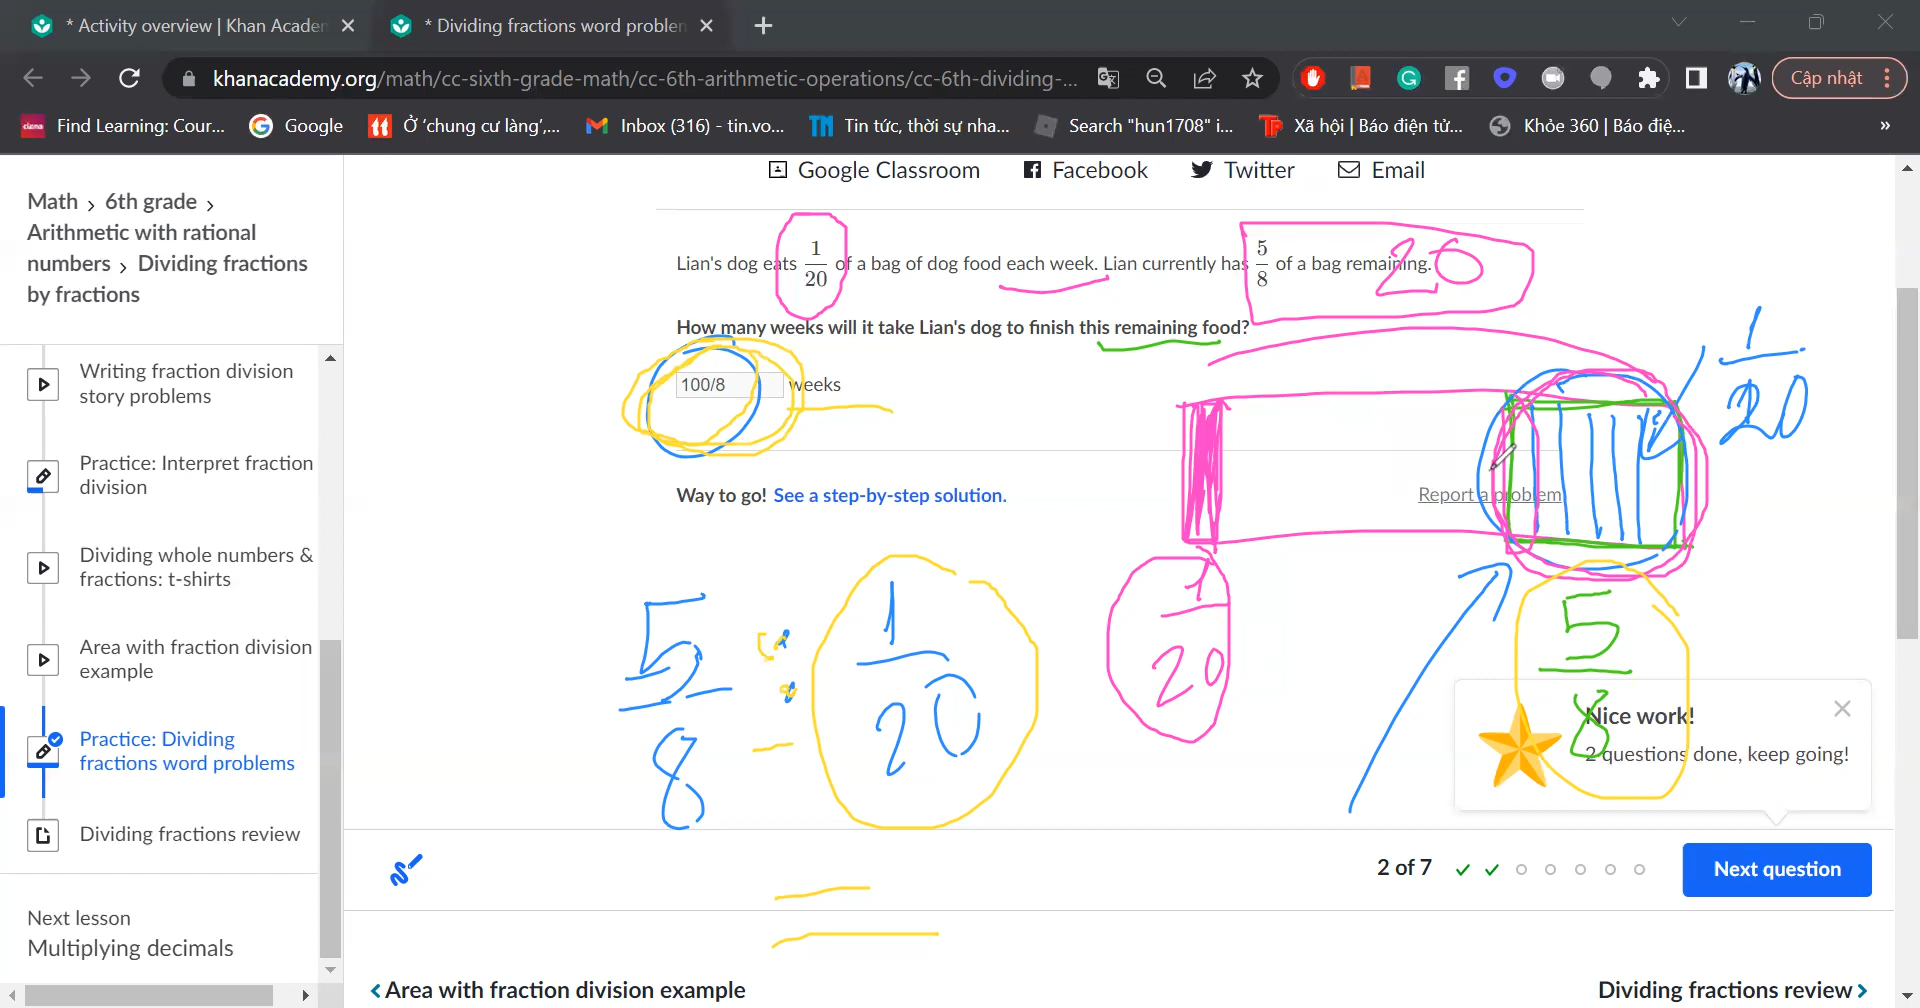 * Activity overview | Khan Academ
* Dividing fractions word problem
khanacademy.org/math/cc-sixth-grade-math/cc-6th-arithmetic-operations/cc-6th-dividing-...
Cập nhật
ciena
Find Learning: Cour...
Google
Ở 'chung cư làng',...
Inbox (316) - tin.vo...
Tin tức, thời sự nha...
Search "hun1708" i...
Xã hội | Báo điện tử...
Khỏe 360 | Báo điệ...
»
Google Classroom
Facebook
Twitter
Email
Math > 6th grade >
Arithmetic with rational
numbers > Dividing fractions
by fractions
Writing fraction division
story problems
Practice: Interpret fraction
division
Dividing whole numbers &
fractions: t-shirts
Area with fraction division
example
Practice: Dividing
fractions word problems
Dividing fractions review
Next lesson
Multiplying decimals
Lian's dog eats 1/20 of a bag of dog food each week. Lian currently has 5/8 of a bag remaining.
20
How many weeks will it take Lian's dog to finish this remaining food?
100/8 weeks
1/20
Way to go! See a step-by-step solution.
Report a problem
5/8 : 1/20
=
1/20
5/8
Nice work!
2 questions done, keep going!
2 of 7
Next question
< Area with fraction division example
Dividing fractions review >